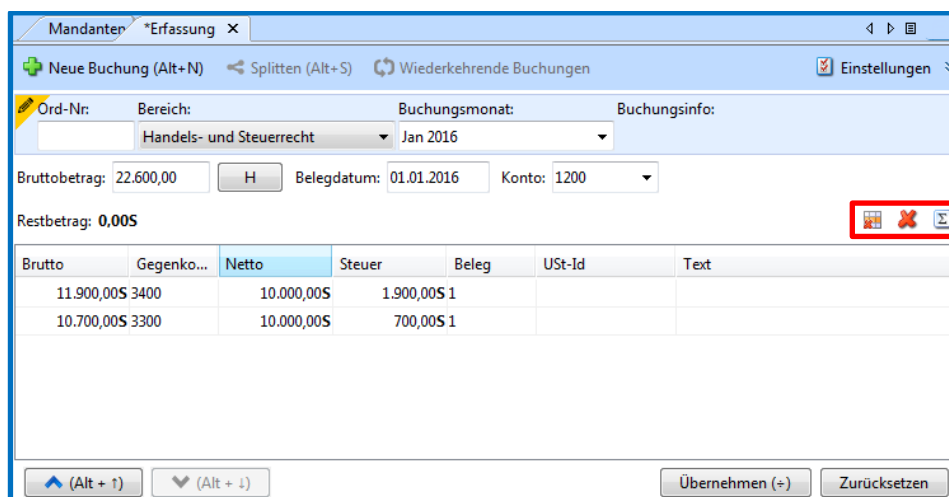 Mandanten *Erfassung
Neue Buchung (Alt+N) Splitten (Alt+S) Wiederkehrende Buchungen Einstellungen
Ord-Nr: Bereich: Buchungsmonat: Buchungsinfo:
Handels- und Steuerrecht Jan 2016
Bruttobetrag: 22.600,00 H Belegdatum: 01.01.2016 Konto: 1200
Restbetrag: 0,00S Σ
Brutto Gegenko... Netto Steuer Beleg USt-Id Text
11.900,00S 3400 10.000,00S 1.900,00S 1
10.700,00S 3300 10.000,00S 700,00S 1
(Alt + ↑) (Alt + ↓) Übernehmen (÷) Zurücksetzen